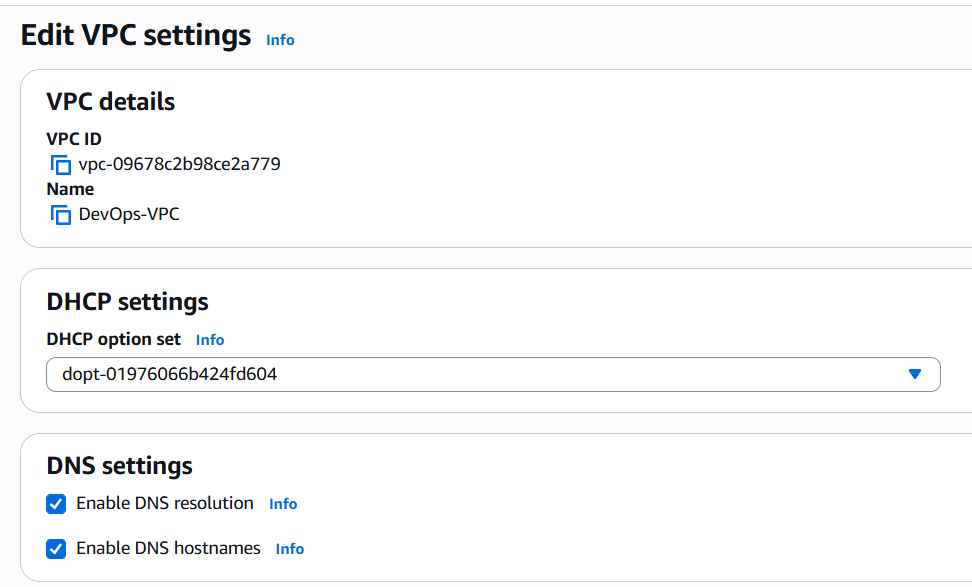 Edit VPC settings Info
VPC details
VPC ID
vpc-09678c2b98ce2a779
Name
DevOps-VPC
DHCP settings
DHCP option set Info
dopt-01976066b424fd604
DNS settings
Enable DNS resolution Info
Enable DNS hostnames Info